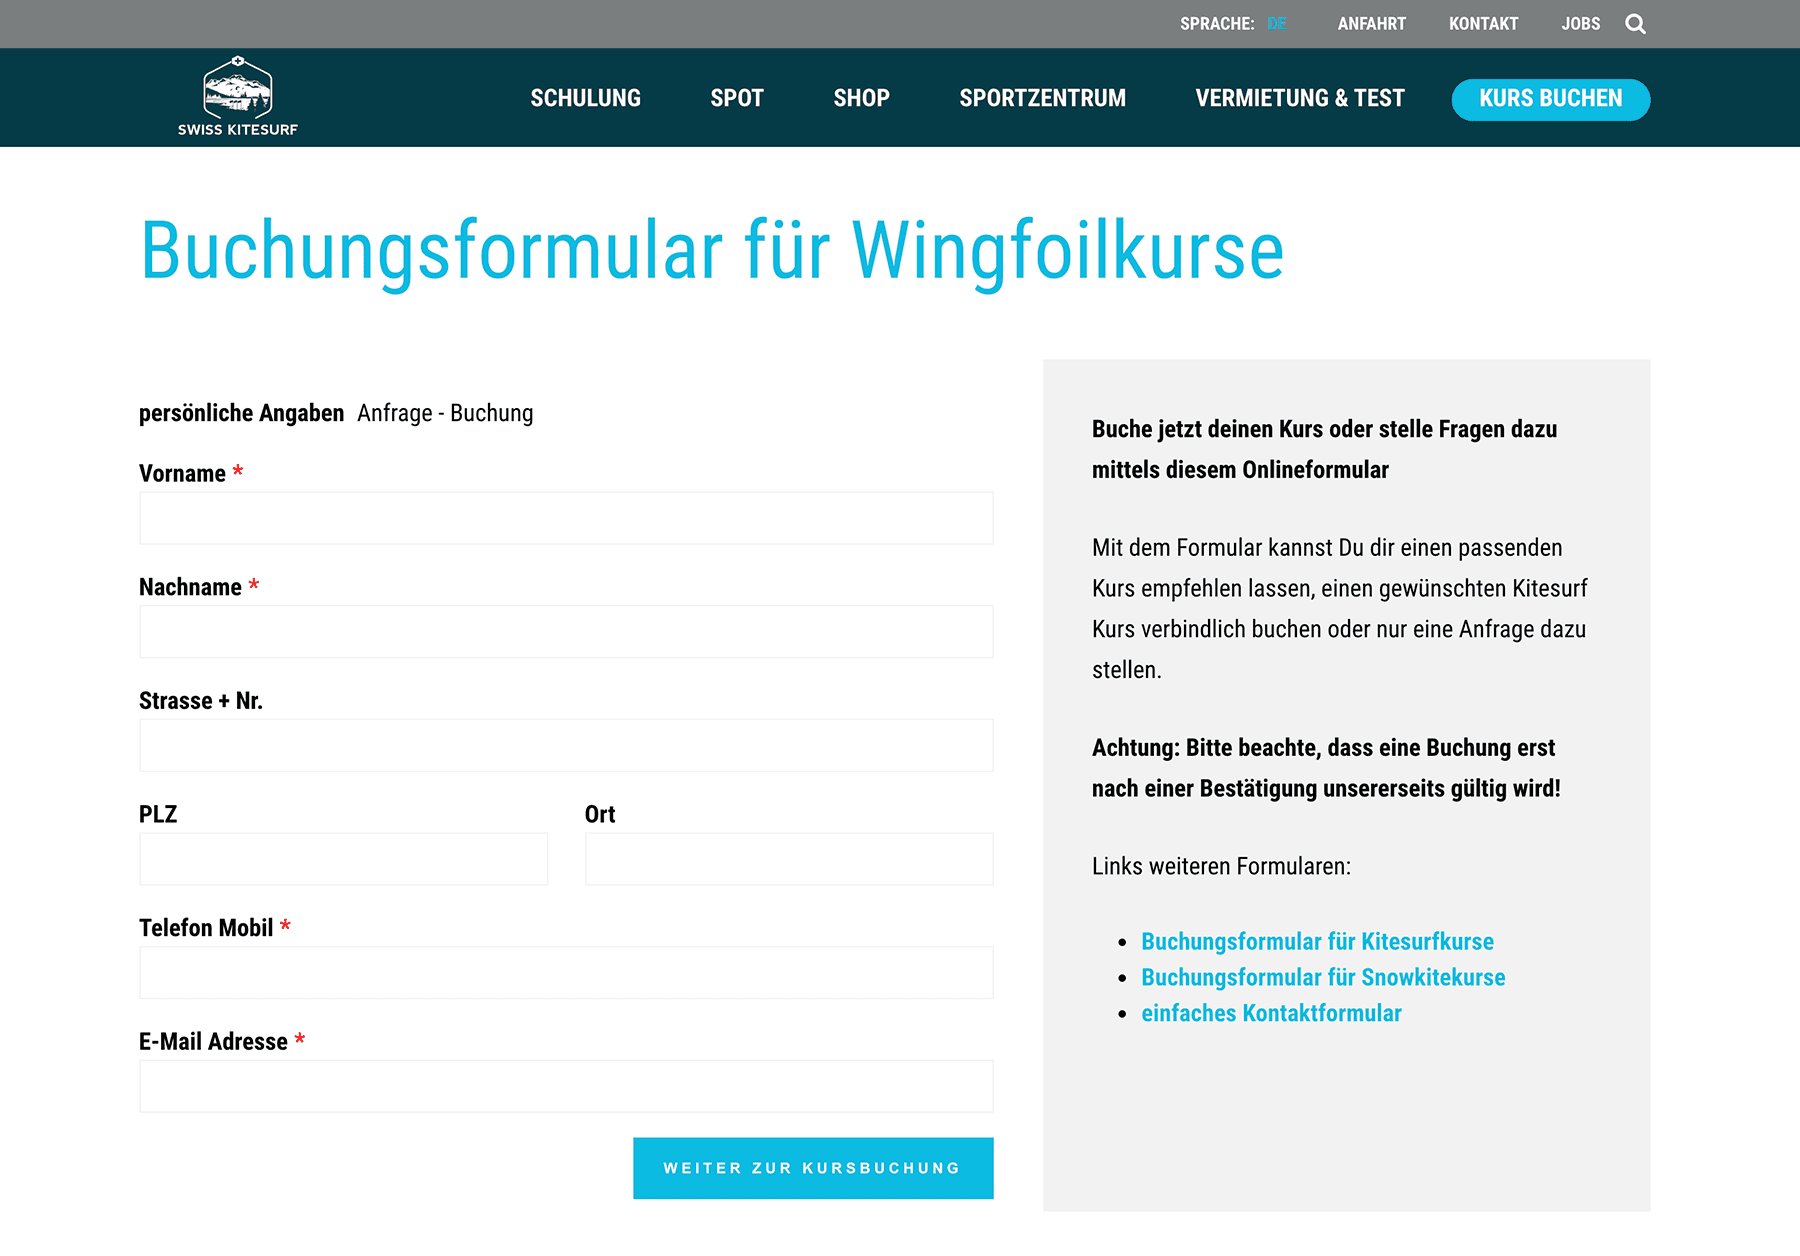 SPRACHE: DE ANFAHRT KONTAKT JOBS
SWISS KITESURF
SCHULUNG SPOT SHOP SPORTZENTRUM VERMIETUNG & TEST KURS BUCHEN
Buchungsformular für Wingfoilkurse
persönliche Angaben Anfrage - Buchung
Vorname *
Nachname *
Strasse + Nr.
PLZ Ort
Telefon Mobil *
E-Mail Adresse *
WEITER ZUR KURSBUCHUNG
Buche jetzt deinen Kurs oder stelle Fragen dazu
mittels diesem Onlineformular
Mit dem Formular kannst Du dir einen passenden
Kurs empfehlen lassen, einen gewünschten Kitesurf
Kurs verbindlich buchen oder nur eine Anfrage dazu
stellen.
Achtung: Bitte beachte, dass eine Buchung erst
nach einer Bestätigung unsererseits gültig wird!
Links weiteren Formularen:
• Buchungsformular für Kitesurfkurse
• Buchungsformular für Snowkitekurse
• einfaches Kontaktformular